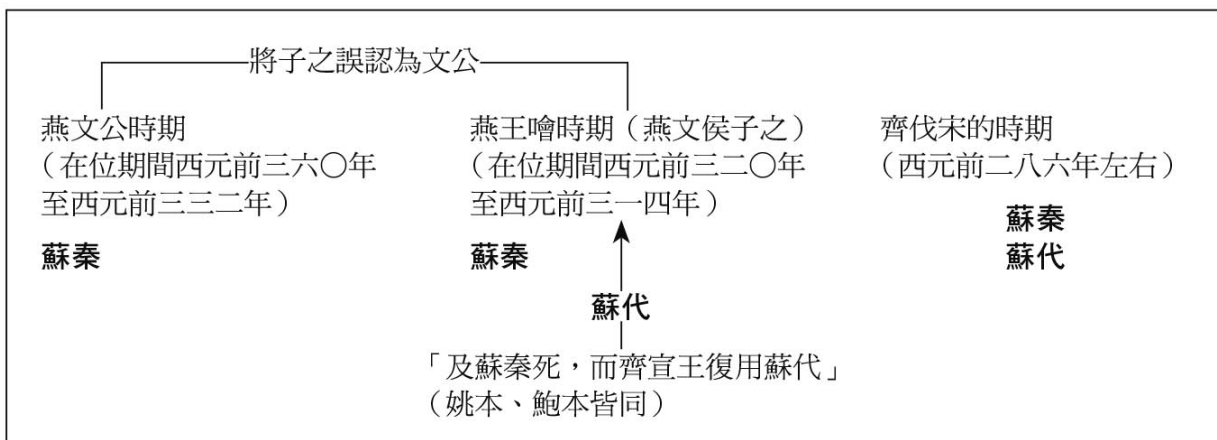 將子之誤認為文公
燕文公時期
（在位期間西元前三六〇年
至西元前三三二年）
蘇秦
燕王噲時期（燕文侯子之）
（在位期間西元前三二〇年
至西元前三一四年）
蘇秦
蘇代
「及蘇秦死，而齊宣王復用蘇代」
（姚本、鮑本皆同）
齊伐宋的時期
（西元前二八六年左右）
蘇秦
蘇代